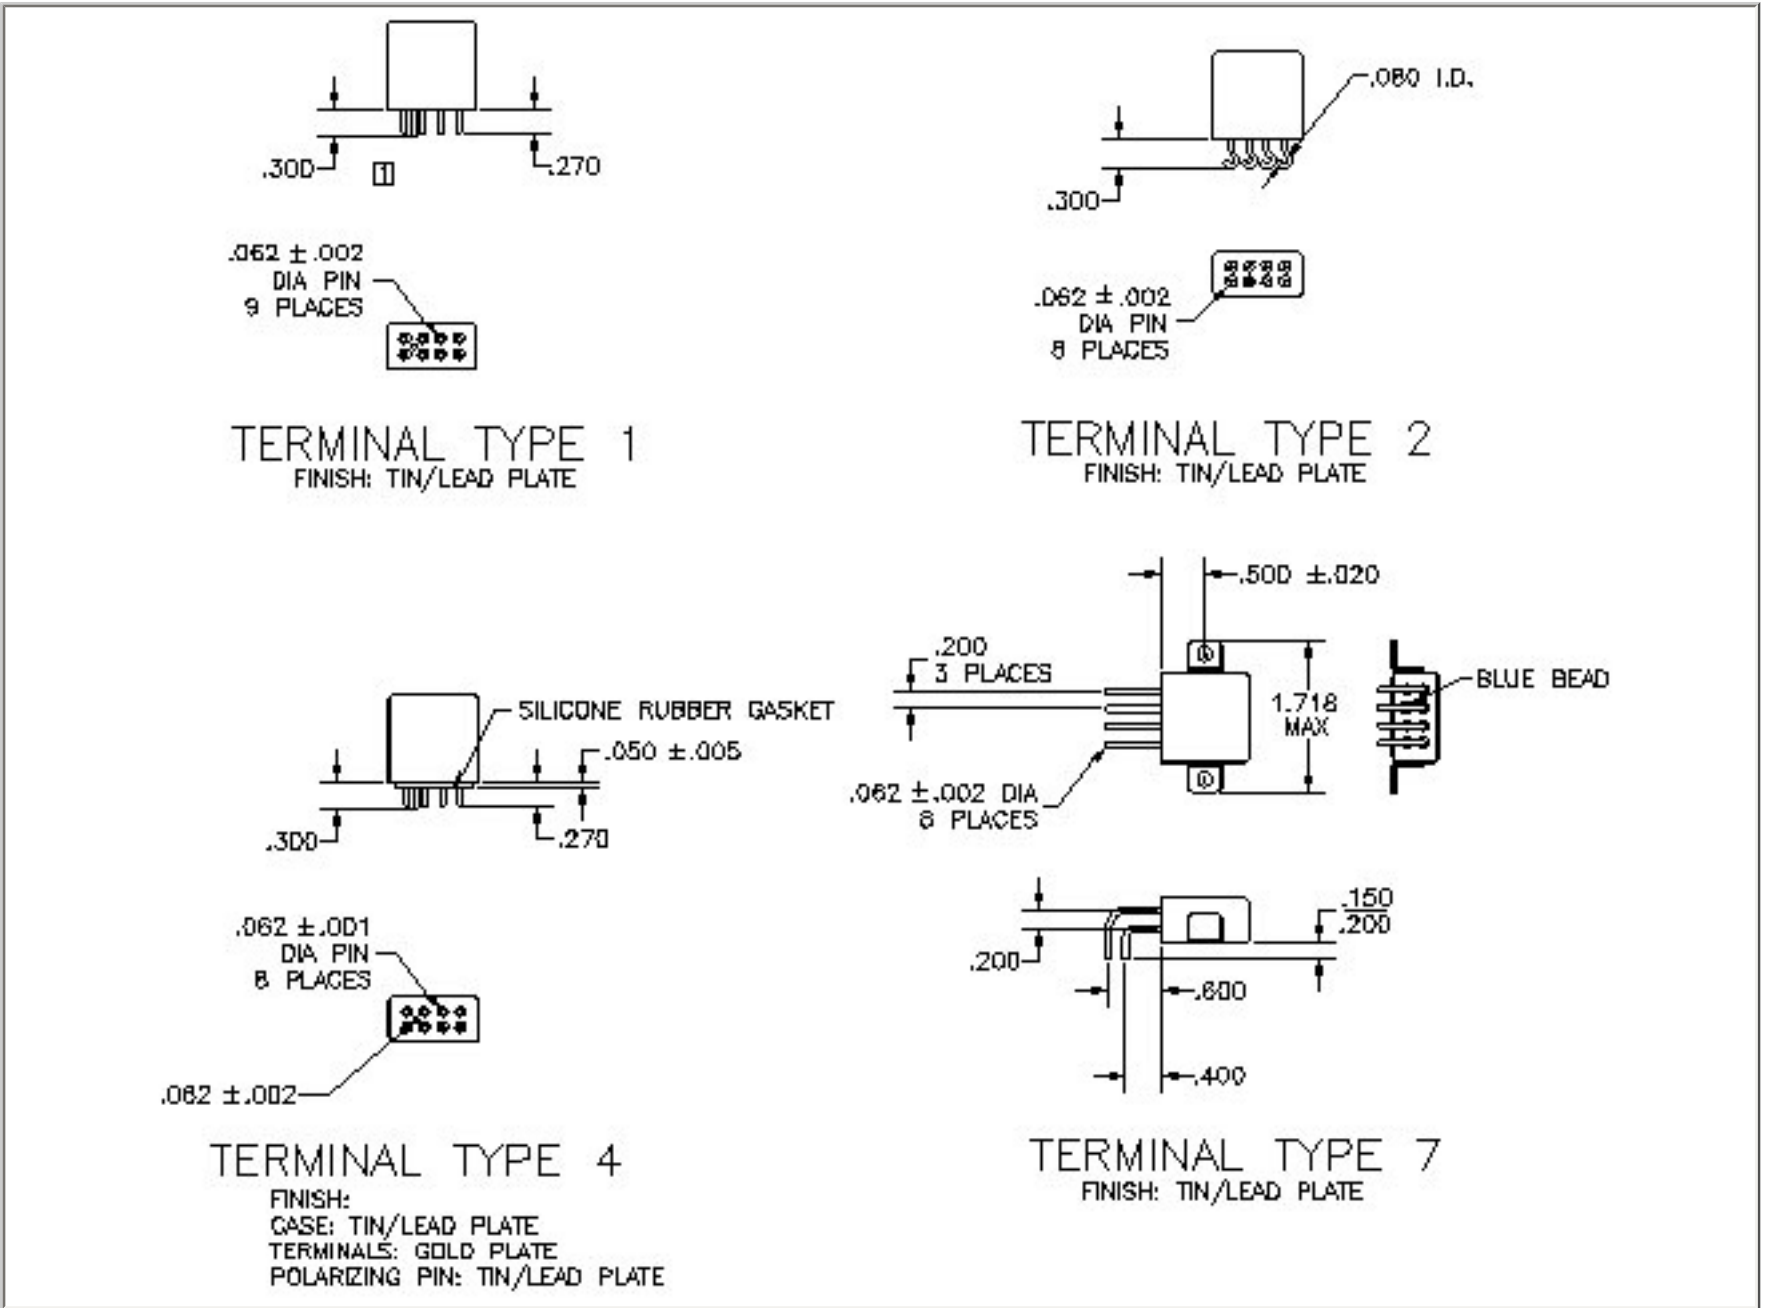 .300
1
.270
.062 ±.002
DIA PIN
9 PLACES
TERMINAL TYPE 1
FINISH: TIN/LEAD PLATE
.080 I.D.
.300
.062 ±.002
DIA PIN
8 PLACES
TERMINAL TYPE 2
FINISH: TIN/LEAD PLATE
SILICONE RUBBER GASKET
.050 ±.005
.300
.270
.062 ±.001
DIA PIN
8 PLACES
.062 ±.002
TERMINAL TYPE 4
FINISH:
CASE: TIN/LEAD PLATE
TERMINALS: GOLD PLATE
POLARIZING PIN: TIN/LEAD PLATE
.500 ±.020
.200
3 PLACES
1.718
MAX
BLUE BEAD
.062 ±.002 DIA
8 PLACES
.150
.200
.200
.600
.400
TERMINAL TYPE 7
FINISH: TIN/LEAD PLATE